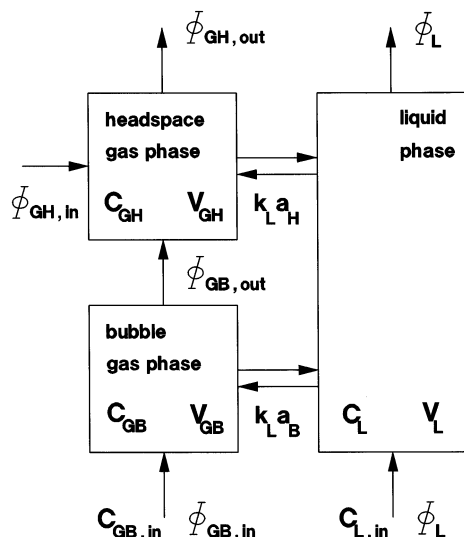 ϕ_GH,out
ϕ_L
headspace
gas phase
C_GH V_GH
ϕ_GH,in
liquid
phase
k_L a_H
ϕ_GB,out
bubble
gas phase
C_GB V_GB
k_L a_B
C_L V_L
C_GB,in ϕ_GB,in
C_L,in ϕ_L